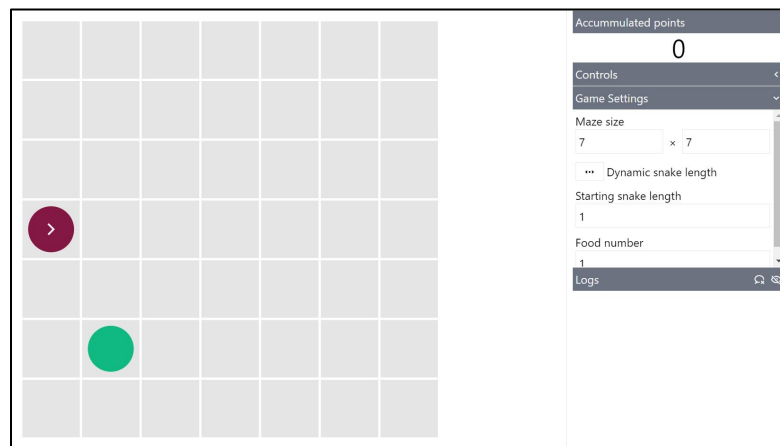 Accummulated points
0
Controls
Game Settings
Maze size
7 × 7
Dynamic snake length
Starting snake length
1
Food number
1
Logs